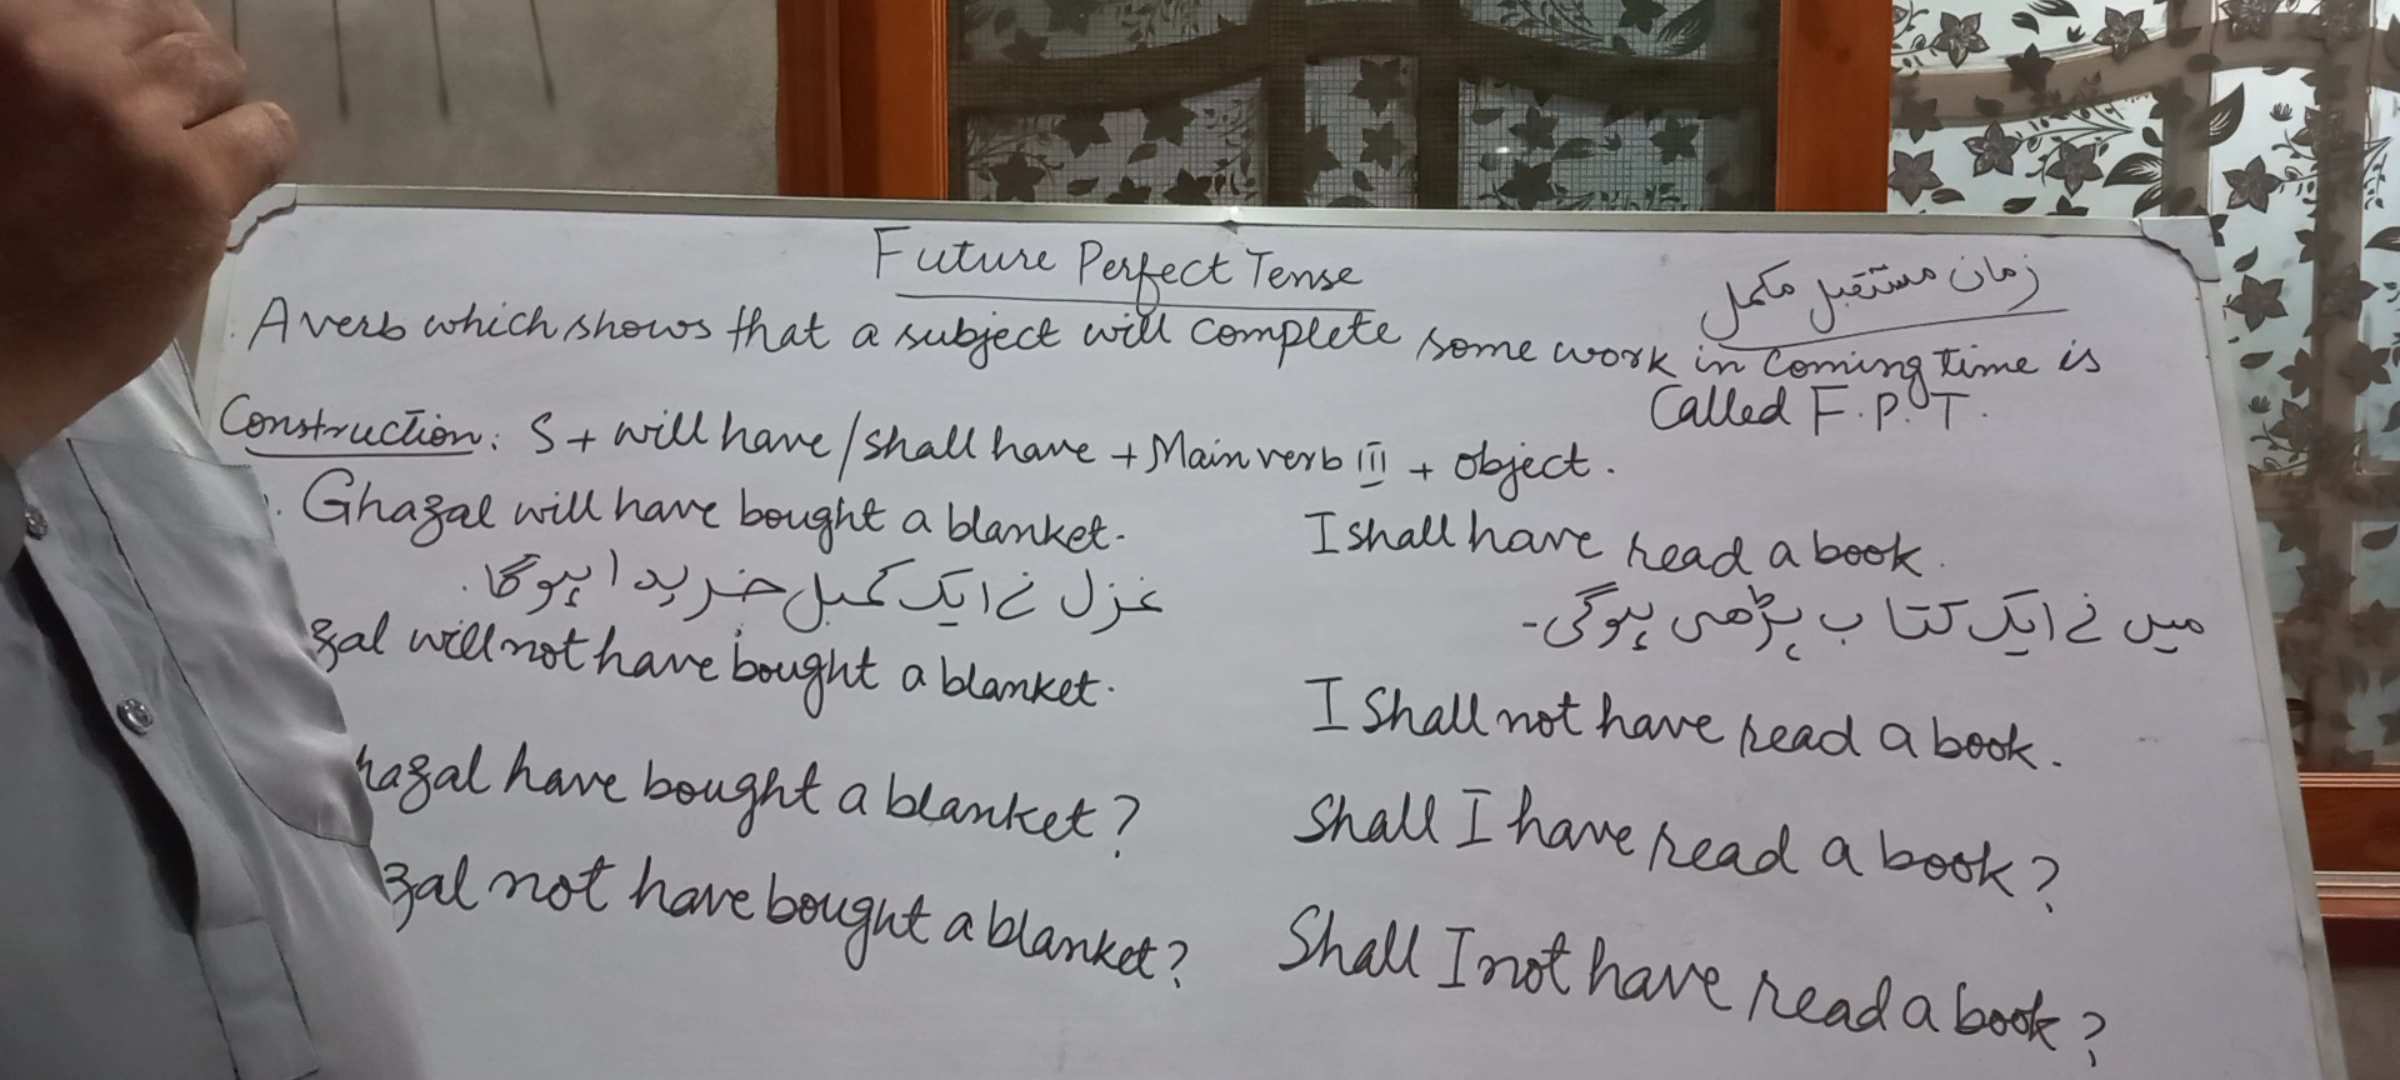 Future Perfect Tense
زمان مستقبل مکمل
A verb which shows that a subject will complete some work in coming time is
Called F.P.T.
Construction: S + will have / shall have + Main verb III + object.
Ghazal will have bought a blanket.
غزل نے ایک کمبل خریدا ہوگا.
zal will not have bought a blanket.
hazal have bought a blanket?
zal not have bought a blanket?
I shall have read a book.
میں نے ایک کتاب پڑھی ہوگی۔
I Shall not have read a book.
Shall I have read a book?
Shall I not have read a book?